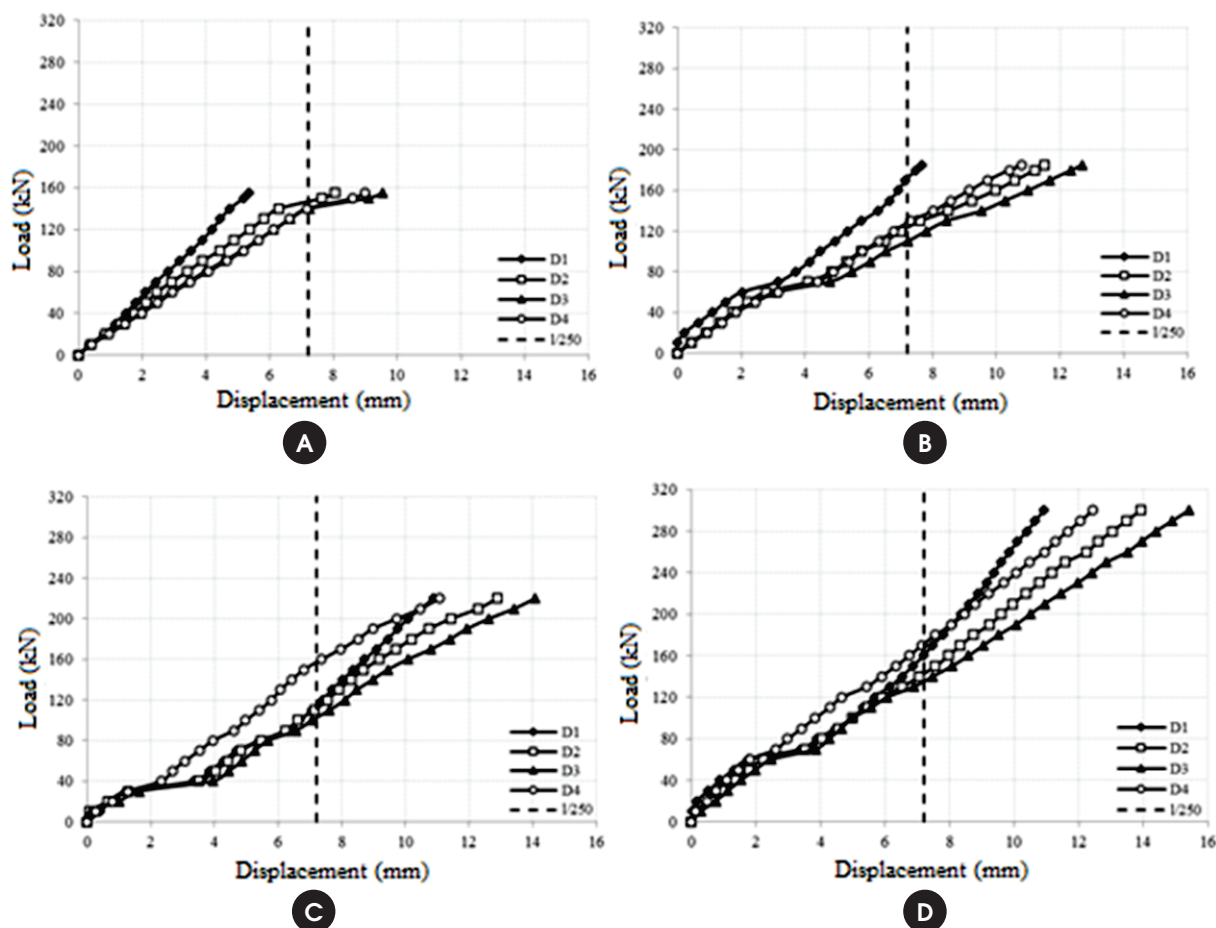 320
280
240
200
160
120
80
40
0
0 2 4 6 8 10 12 14 16
Load (kN)
Displacement (mm)
D1
D2
D3
D4
l/250
A
320
280
240
200
160
120
80
40
0
0 2 4 6 8 10 12 14 16
Load (kN)
Displacement (mm)
D1
D2
D3
D4
l/250
B
320
280
240
200
160
120
80
40
0
0 2 4 6 8 10 12 14 16
Load (kN)
Displacement (mm)
D1
D2
D3
D4
l/250
C
320
280
240
200
160
120
80
40
0
0 2 4 6 8 10 12 14 16
Load (kN)
Displacement (mm)
D1
D2
D3
D4
l/250
D